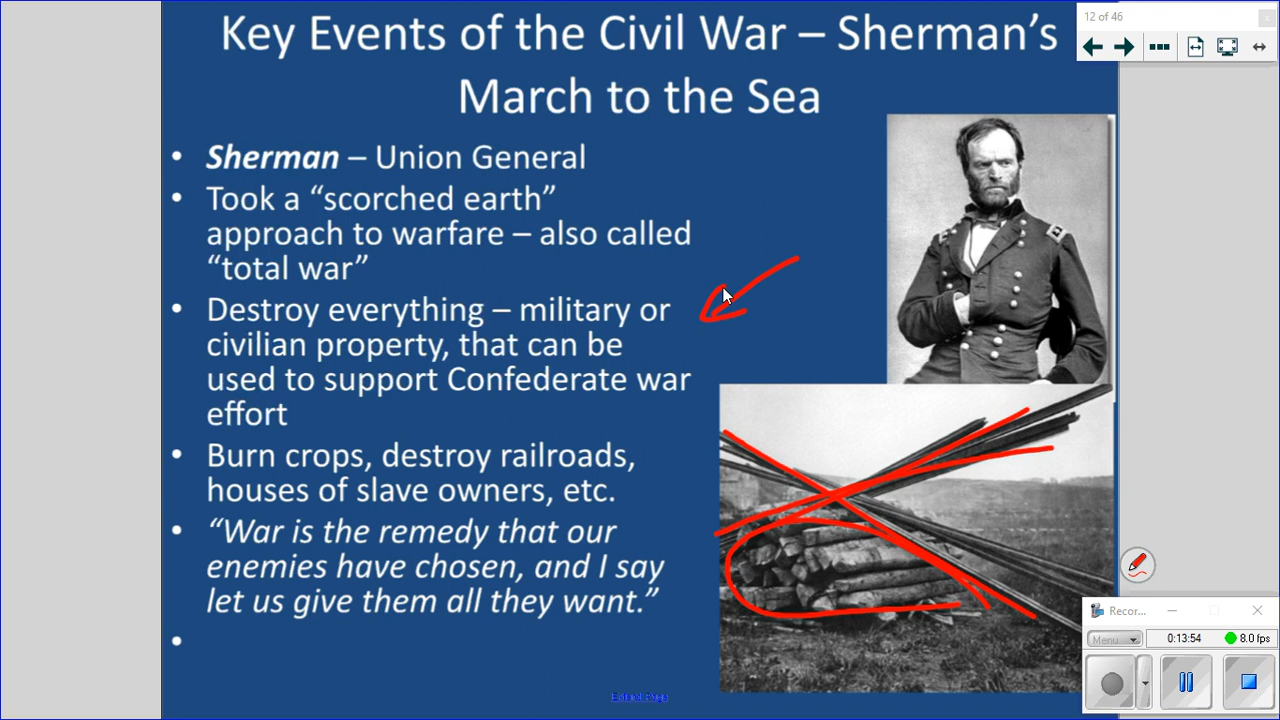 Key Events of the Civil War – Sherman’s
March to the Sea
• Sherman – Union General
• Took a “scorched earth”
approach to warfare – also called
“total war”
• Destroy everything – military or
civilian property, that can be
used to support Confederate war
effort
• Burn crops, destroy railroads,
houses of slave owners, etc.
• “War is the remedy that our
enemies have chosen, and I say
let us give them all they want.”
•
Extend Page
12 of 46
Recor...
Menu
0:13:54
8.0 fps